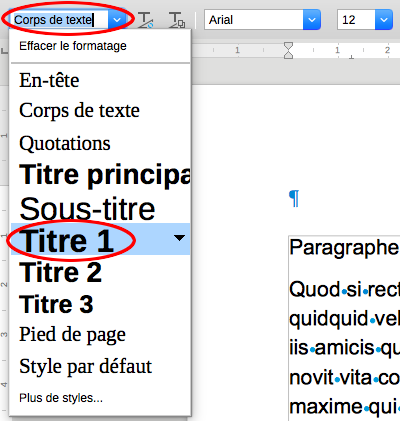 Corps de texte Arial 12
Effacer le formatage
1 1 2
En-tête
Corps de texte
Quotations
Titre principa
Sous-titre
Titre 1
Titre 2
Titre 3
Pied de page
Style par défaut
Plus de styles...
¶
Paragraphe
Quod·si·rect
quidquid·vel
iis·amicis·qu
novit·vita·co
maxime·qui·